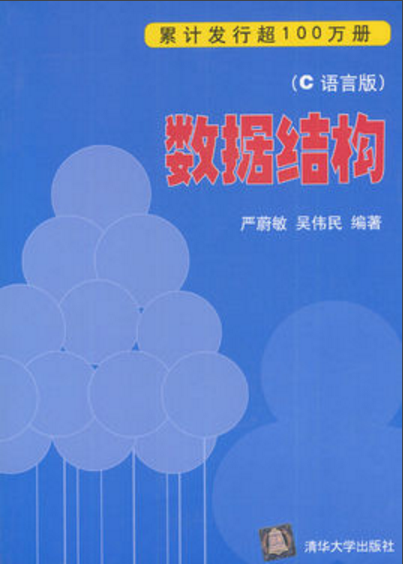 累计发行超100万册
（C 语言版）
数据结构
严蔚敏 吴伟民 编著
清华大学出版社